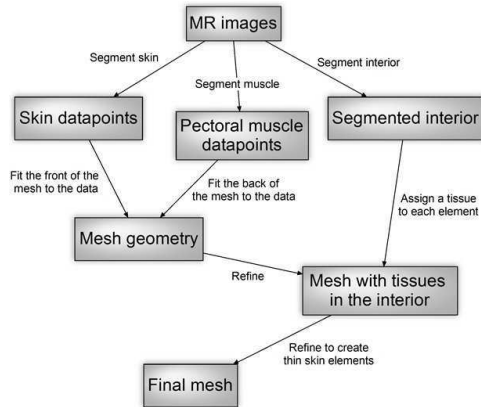 MR images
Segment skin
Segment muscle
Segment interior
Skin datapoints
Pectoral muscle
datapoints
Segmented interior
Fit the front of the
mesh to the data
Fit the back of
the mesh to the data
Assign a tissue
to each element
Mesh geometry
Refine
Mesh with tissues
in the interior
Refine to create
thin skin elements
Final mesh